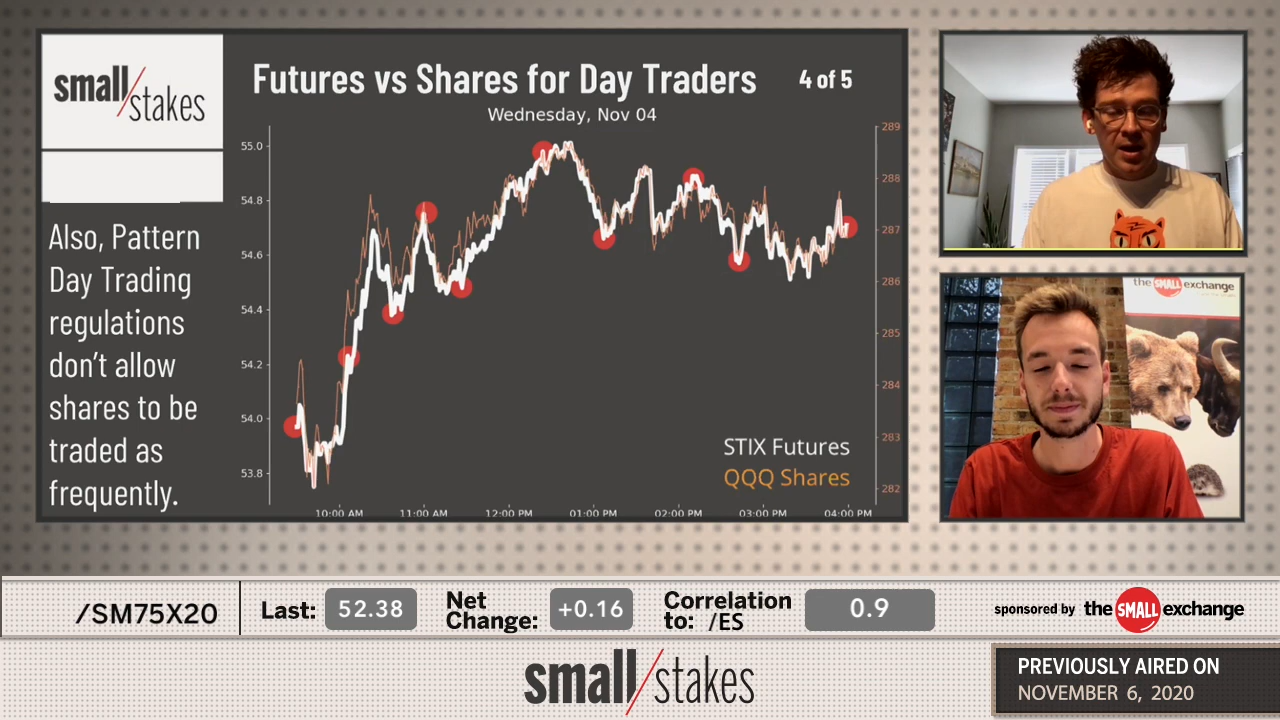 small/stakes
Futures vs Shares for Day Traders
4 of 5
Wednesday, Nov 04
Also, Pattern
Day Trading
regulations
don't allow
shares to be
traded as
frequently.
55.0
54.8
54.6
54.4
54.2
54.0
53.8
289
288
287
286
285
284
283
282
STIX Futures
QQQ Shares
10:00 AM
11:00 AM
12:00 PM
01:00 PM
02:00 PM
03:00 PM
04:00 PM
the SMALL exchange
/SM75X20
Last:
52.38
Net
Change:
+0.16
Correlation
to: /ES
0.9
sponsored by the SMALL exchange
small/stakes
PREVIOUSLY AIRED ON
NOVEMBER 6, 2020